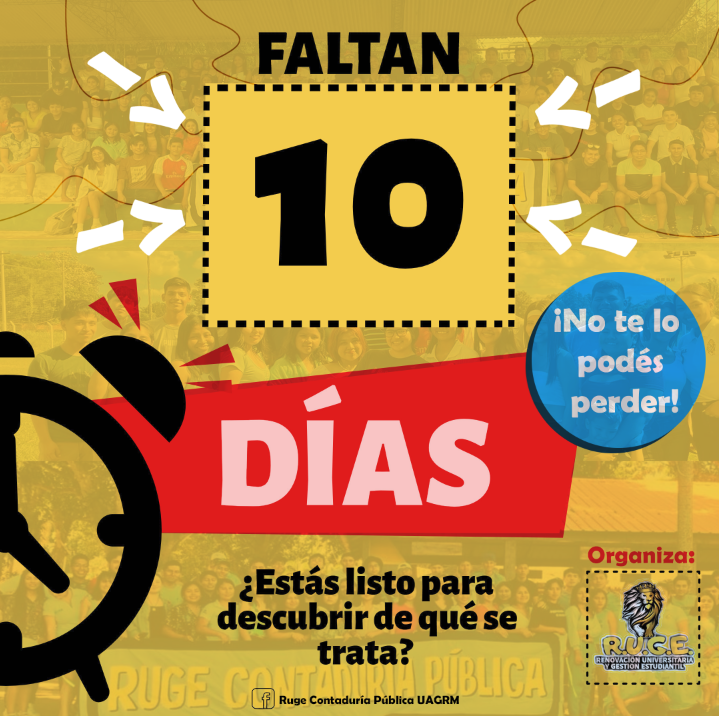 FALTAN
10
¡No te lo
podés
perder!
DÍAS
Organiza:
¿Estás listo para
descubrir de qué se
trata?
R.U.G.E.
RENOVACIÓN UNIVERSITARIA
Y GESTIÓN ESTUDIANTIL
RUGE CONTADURÍA PÚBLICA
Ruge Contaduría Pública UAGRM